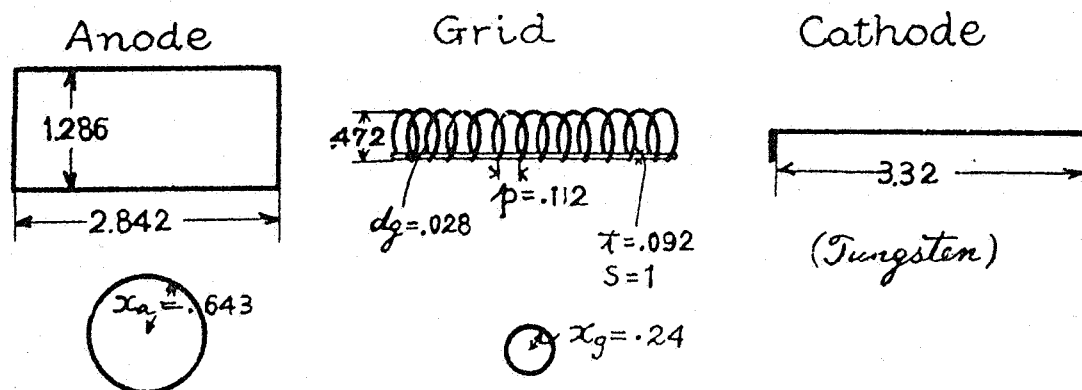 Anode
Grid
Cathode
1.286
2.842
xa=.643
.472
p=.112
dg=.028
t=.092
S=1
xg=.24
3.32
(Tungsten)